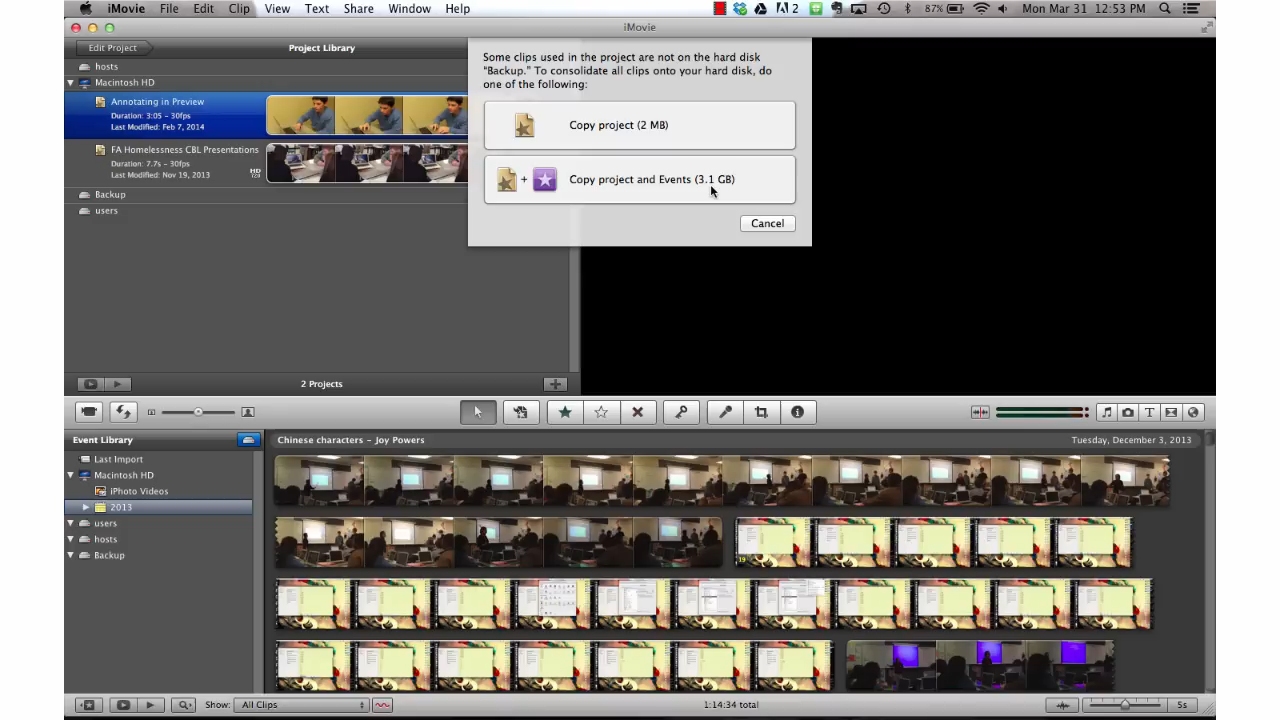 iMovie File Edit Clip View Text Share Window Help 2 87% Mon Mar 31 12:53 PM
iMovie
Edit Project Project Library
hosts
Macintosh HD
Annotating in Preview
Duration: 3:05 – 30fps
Last Modified: Feb 7, 2014
FA Homelessness CBL Presentations
Duration: 7.7s – 30fps
Last Modified: Nov 19, 2013
HD
Backup
users
2 Projects
Some clips used in the project are not on the hard disk
“Backup.” To consolidate all clips onto your hard disk, do
one of the following:
Copy project (2 MB)
+ Copy project and Events (3.1 GB)
Cancel
Event Library
Last Import
Macintosh HD
iPhoto Videos
2013
users
hosts
Backup
Chinese characters – Joy Powers Tuesday, December 3, 2013
Show: All Clips 1:14:34 total 5s